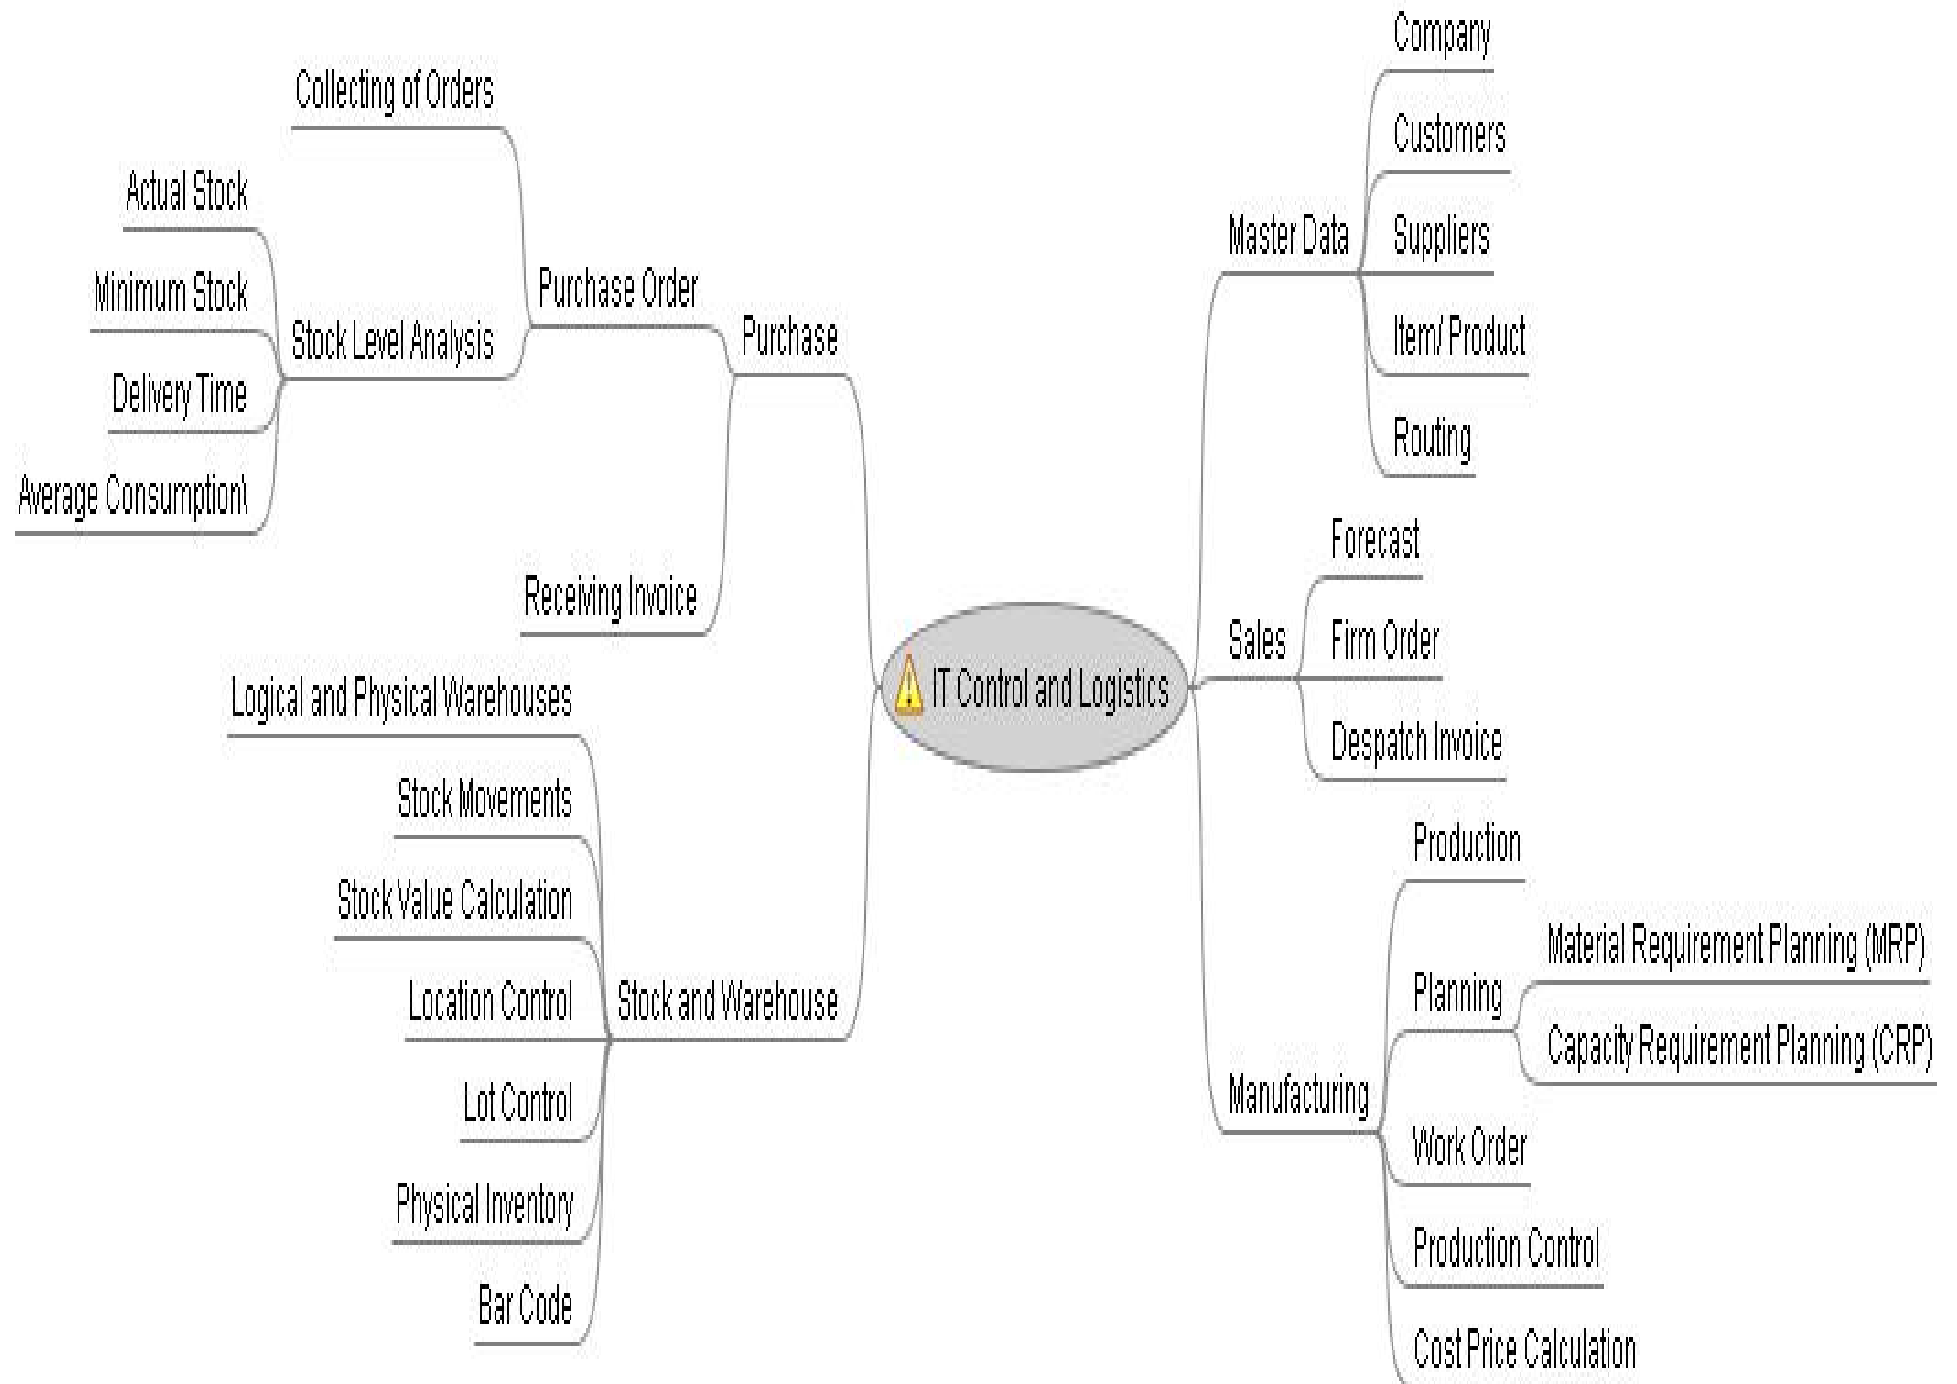 Company
Collecting of Orders
Customers
Actual Stock
Master Data
Suppliers
Minimum Stock
Purchase Order
Stock Level Analysis
Purchase
Item/ Product
Delivery Time
Routing
Average Consumption\
Forecast
Receiving Invoice
Sales
Firm Order
IT Control and Logistics
Logical and Physical Warehouses
Despatch Invoice
Stock Movements
Production
Stock Value Calculation
Material Requirement Planning (MRP)
Planning
Location Control
Stock and Warehouse
Capacity Requirement Planning (CRP)
Manufacturing
Lot Control
Work Order
Physical Inventory
Production Control
Bar Code
Cost Price Calculation